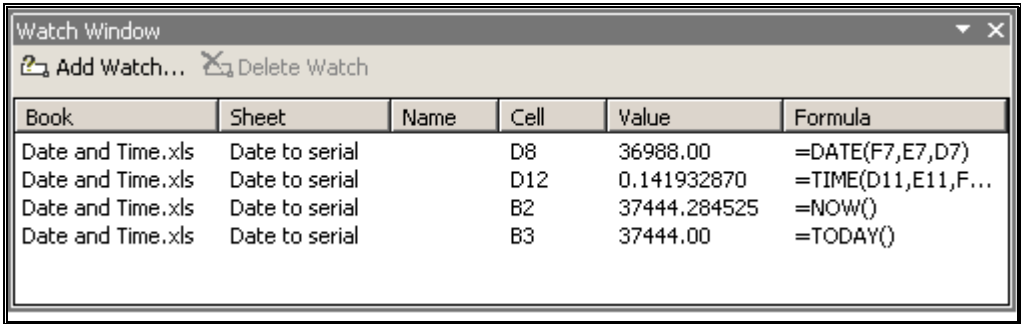 Watch Window
Add Watch... Delete Watch
Book Sheet Name Cell Value Formula
Date and Time.xls Date to serial D8 36988.00 =DATE(F7,E7,D7)
Date and Time.xls Date to serial D12 0.141932870 =TIME(D11,E11,F...
Date and Time.xls Date to serial B2 37444.284525 =NOW()
Date and Time.xls Date to serial B3 37444.00 =TODAY()